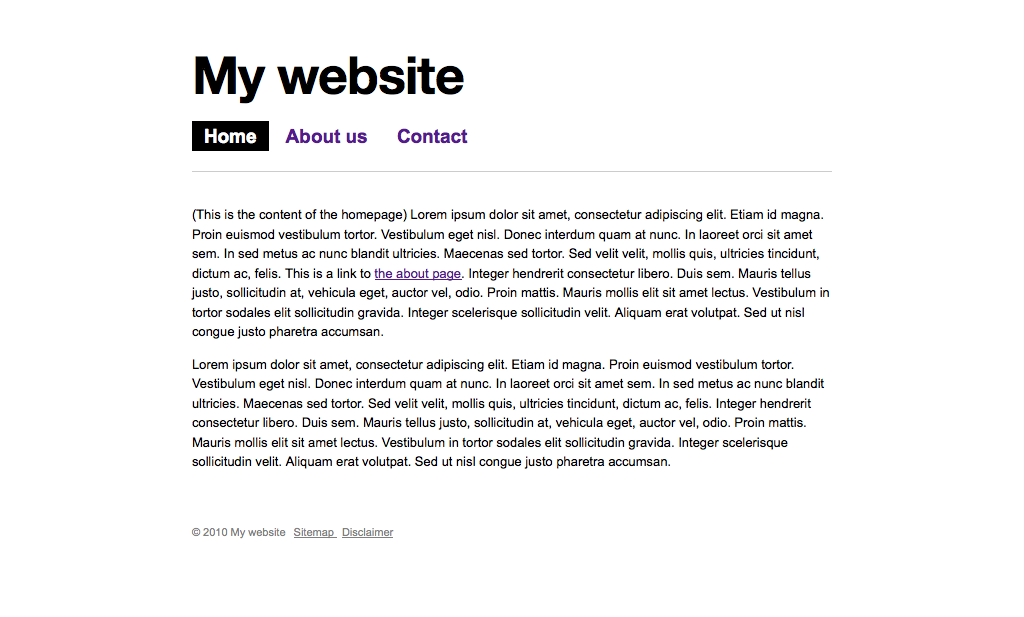 My website
Home About us Contact
(This is the content of the homepage) Lorem ipsum dolor sit amet, consectetur adipiscing elit. Etiam id magna.
Proin euismod vestibulum tortor. Vestibulum eget nisl. Donec interdum quam at nunc. In laoreet orci sit amet
sem. In sed metus ac nunc blandit ultricies. Maecenas sed tortor. Sed velit velit, mollis quis, ultricies tincidunt,
dictum ac, felis. This is a link to the about page. Integer hendrerit consectetur libero. Duis sem. Mauris tellus
justo, sollicitudin at, vehicula eget, auctor vel, odio. Proin mattis. Mauris mollis elit sit amet lectus. Vestibulum in
tortor sodales elit sollicitudin gravida. Integer scelerisque sollicitudin velit. Aliquam erat volutpat. Sed ut nisl
congue justo pharetra accumsan.
Lorem ipsum dolor sit amet, consectetur adipiscing elit. Etiam id magna. Proin euismod vestibulum tortor.
Vestibulum eget nisl. Donec interdum quam at nunc. In laoreet orci sit amet sem. In sed metus ac nunc blandit
ultricies. Maecenas sed tortor. Sed velit velit, mollis quis, ultricies tincidunt, dictum ac, felis. Integer hendrerit
consectetur libero. Duis sem. Mauris tellus justo, sollicitudin at, vehicula eget, auctor vel, odio. Proin mattis.
Mauris mollis elit sit amet lectus. Vestibulum in tortor sodales elit sollicitudin gravida. Integer scelerisque
sollicitudin velit. Aliquam erat volutpat. Sed ut nisl congue justo pharetra accumsan.
© 2010 My website Sitemap Disclaimer